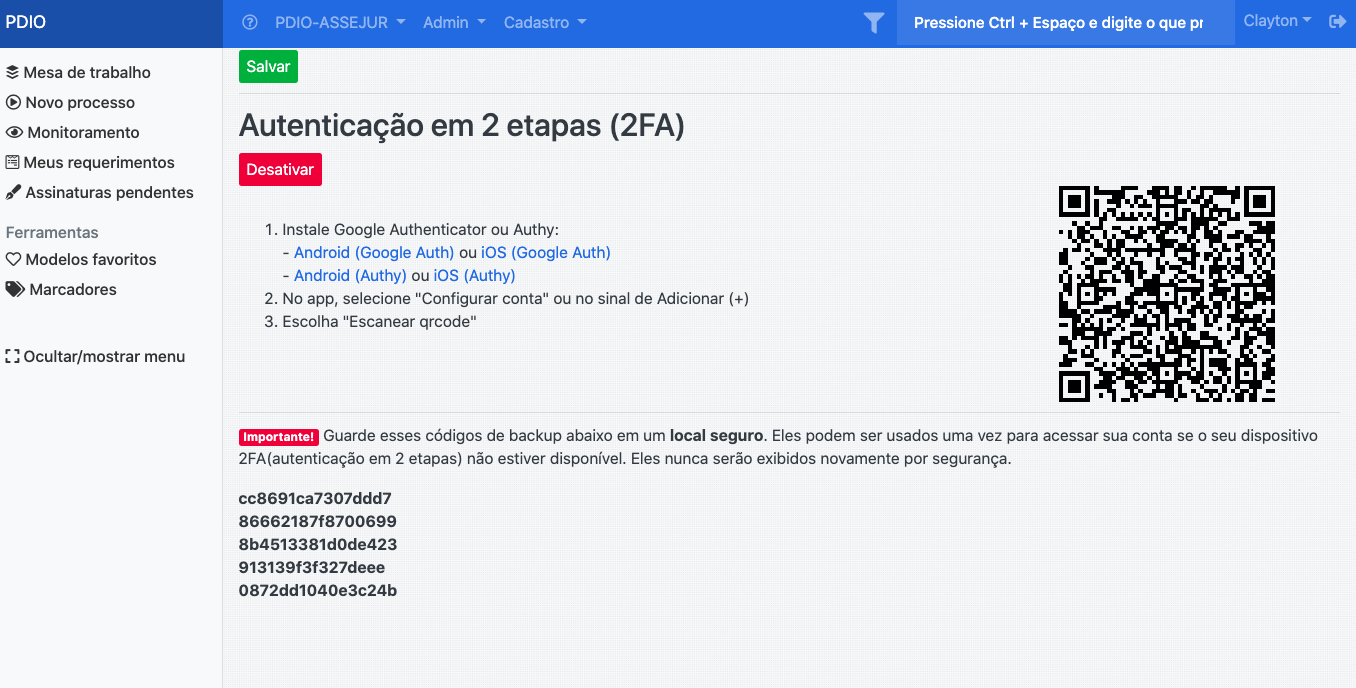 PDIO
PDIO-ASSEJUR Admin Cadastro
Pressione Ctrl + Espaço e digite o que pr
Clayton
Mesa de trabalho
Novo processo
Monitoramento
Meus requerimentos
Assinaturas pendentes
Ferramentas
Modelos favoritos
Marcadores
Ocultar/mostrar menu
Salvar
Autenticação em 2 etapas (2FA)
Desativar
1. Instale Google Authenticator ou Authy:
- Android (Google Auth) ou iOS (Google Auth)
- Android (Authy) ou iOS (Authy)
2. No app, selecione "Configurar conta" ou no sinal de Adicionar (+)
3. Escolha "Escanear qrcode"
Importante! Guarde esses códigos de backup abaixo em um local seguro. Eles podem ser usados uma vez para acessar sua conta se o seu dispositivo
2FA(autenticação em 2 etapas) não estiver disponível. Eles nunca serão exibidos novamente por segurança.
cc8691ca7307ddd7
86662187f8700699
8b4513381d0de423
913139f3f327deee
0872dd1040e3c24b